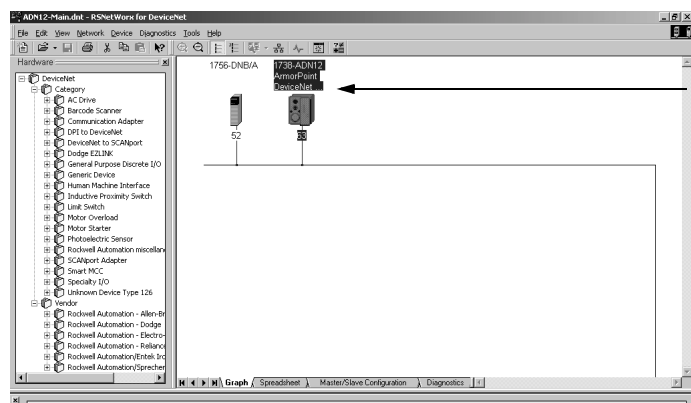 ADN12-Main.dnt - RSNetWorx for DeviceNet
File Edit View Network Device Diagnostics Tools Help
Hardware
DeviceNet
Category
AC Drive
Barcode Scanner
Communication Adapter
DPI to DeviceNet
DeviceNet to SCANport
Dodge EZLINK
General Purpose Discrete I/O
Generic Device
Human Machine Interface
Inductive Proximity Switch
Limit Switch
Motor Overload
Motor Starter
Photoelectric Sensor
Rockwell Automation miscellan
SCANport Adapter
Smart MCC
Specialty I/O
Unknown Device Type 126
Vendor
Rockwell Automation - Allen-Br
Rockwell Automation - Dodge
Rockwell Automation - Electro-
Rockwell Automation - Reliance
Rockwell Automation/Entek Irc
Rockwell Automation/Sprecher
1756-DNB/A
52
1738-ADN12
ArmorPoint
DeviceNet ...
63
Graph Spreadsheet Master/Slave Configuration Diagnostics